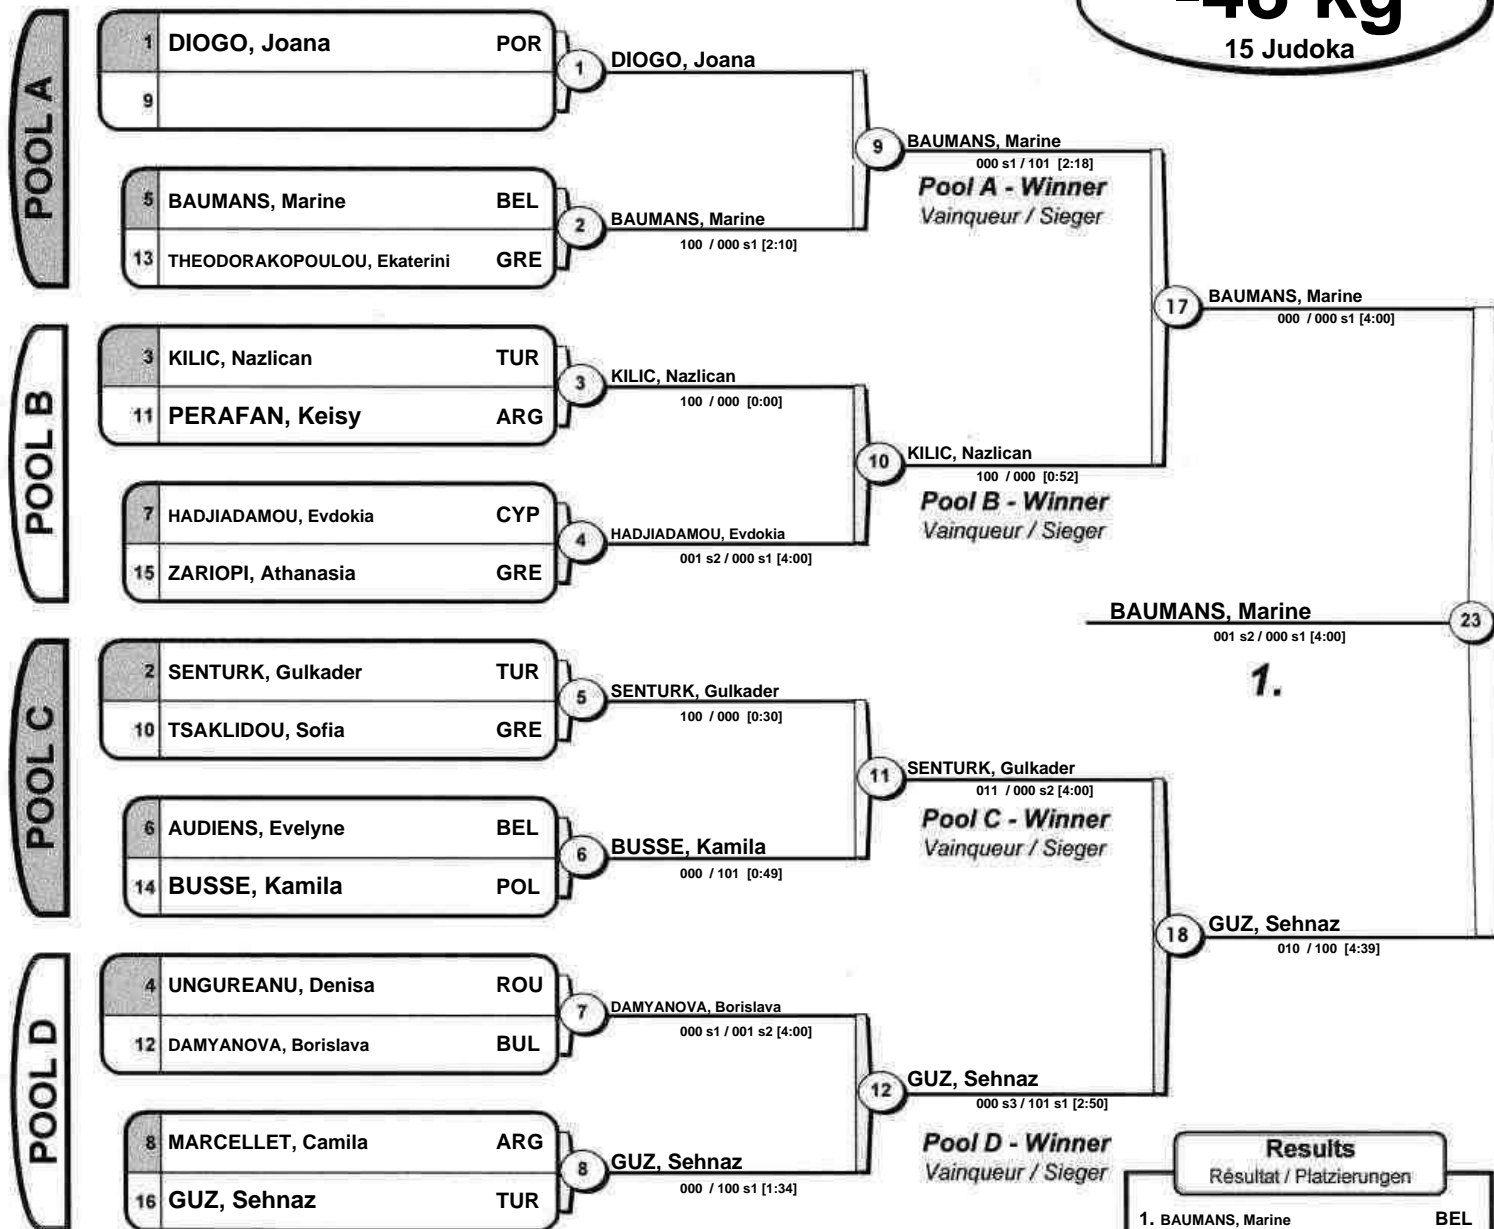 -48 kg
15 Judoka
POOL A
1 DIOGO, Joana POR
9
1
DIOGO, Joana
5 BAUMANS, Marine BEL
13 THEODORAKOPOULOU, Ekaterini GRE
2
BAUMANS, Marine
100 / 000 s1 [2:10]
9
BAUMANS, Marine
000 s1 / 101 [2:18]
Pool A - Winner
Vainqueur / Sieger
POOL B
3 KILIC, Nazlican TUR
11 PERAFAN, Keisy ARG
3
KILIC, Nazlican
100 / 000 [0:00]
7 HADJIADAMOU, Evdokia CYP
15 ZARIOPI, Athanasia GRE
4
HADJIADAMOU, Evdokia
001 s2 / 000 s1 [4:00]
10
KILIC, Nazlican
100 / 000 [0:52]
Pool B - Winner
Vainqueur / Sieger
17
BAUMANS, Marine
000 / 000 s1 [4:00]
POOL C
2 SENTURK, Gulkader TUR
10 TSAKLIDOU, Sofia GRE
5
SENTURK, Gulkader
100 / 000 [0:30]
6 AUDIENS, Evelyne BEL
14 BUSSE, Kamila POL
6
BUSSE, Kamila
000 / 101 [0:49]
11
SENTURK, Gulkader
011 / 000 s2 [4:00]
Pool C - Winner
Vainqueur / Sieger
POOL D
4 UNGUREANU, Denisa ROU
12 DAMYANOVA, Borislava BUL
7
DAMYANOVA, Borislava
000 s1 / 001 s2 [4:00]
8 MARCELLET, Camila ARG
16 GUZ, Sehnaz TUR
8
GUZ, Sehnaz
000 / 100 s1 [1:34]
12
GUZ, Sehnaz
000 s3 / 101 s1 [2:50]
Pool D - Winner
Vainqueur / Sieger
18
GUZ, Sehnaz
010 / 100 [4:39]
BAUMANS, Marine
23
001 s2 / 000 s1 [4:00]
1.
Results
Résultat / Platzierungen
1. BAUMANS, Marine BEL